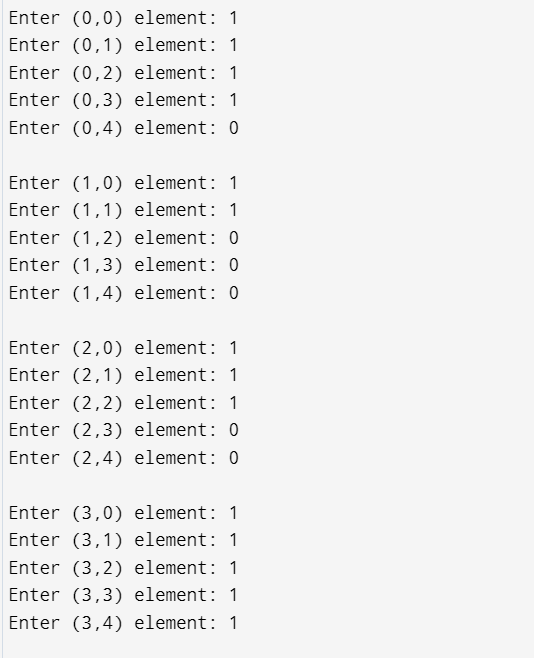 Enter (0,0) element: 1
Enter (0,1) element: 1
Enter (0,2) element: 1
Enter (0,3) element: 1
Enter (0,4) element: 0
Enter (1,0) element: 1
Enter (1,1) element: 1
Enter (1,2) element: 0
Enter (1,3) element: 0
Enter (1,4) element: 0
Enter (2,0) element: 1
Enter (2,1) element: 1
Enter (2,2) element: 1
Enter (2,3) element: 0
Enter (2,4) element: 0
Enter (3,0) element: 1
Enter (3,1) element: 1
Enter (3,2) element: 1
Enter (3,3) element: 1
Enter (3,4) element: 1